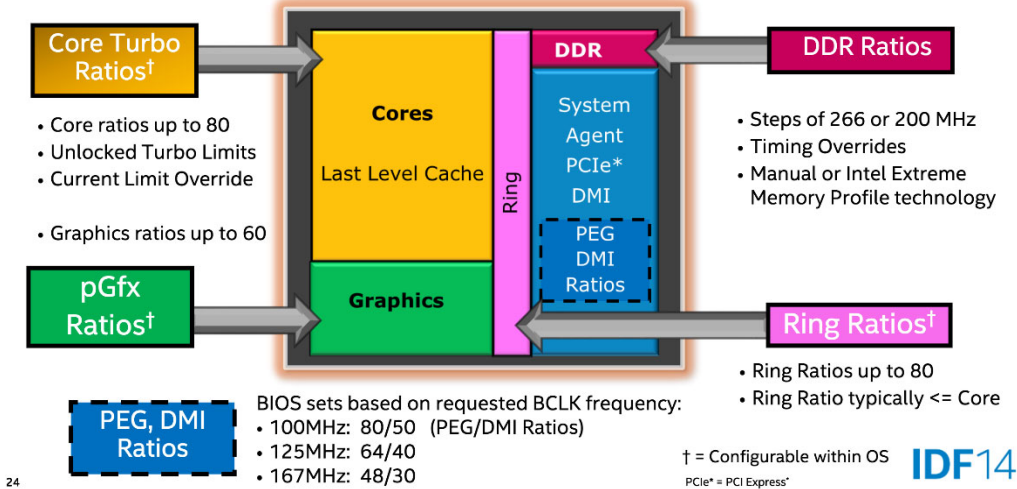 Core Turbo
Ratios†
• Core ratios up to 80
• Unlocked Turbo Limits
• Current Limit Override
• Graphics ratios up to 60
pGfx
Ratios†
Cores
Last Level Cache
Graphics
Ring
DDR
System
Agent
PCIe*
DMI
PEG
DMI
Ratios
DDR Ratios
• Steps of 266 or 200 MHz
• Timing Overrides
• Manual or Intel Extreme
Memory Profile technology
Ring Ratios†
• Ring Ratios up to 80
• Ring Ratio typically <= Core
PEG, DMI
Ratios
BIOS sets based on requested BCLK frequency:
• 100MHz: 80/50 (PEG/DMI Ratios)
• 125MHz: 64/40
• 167MHz: 48/30
† = Configurable within OS
PCIe* = PCI Express*
IDF14
24